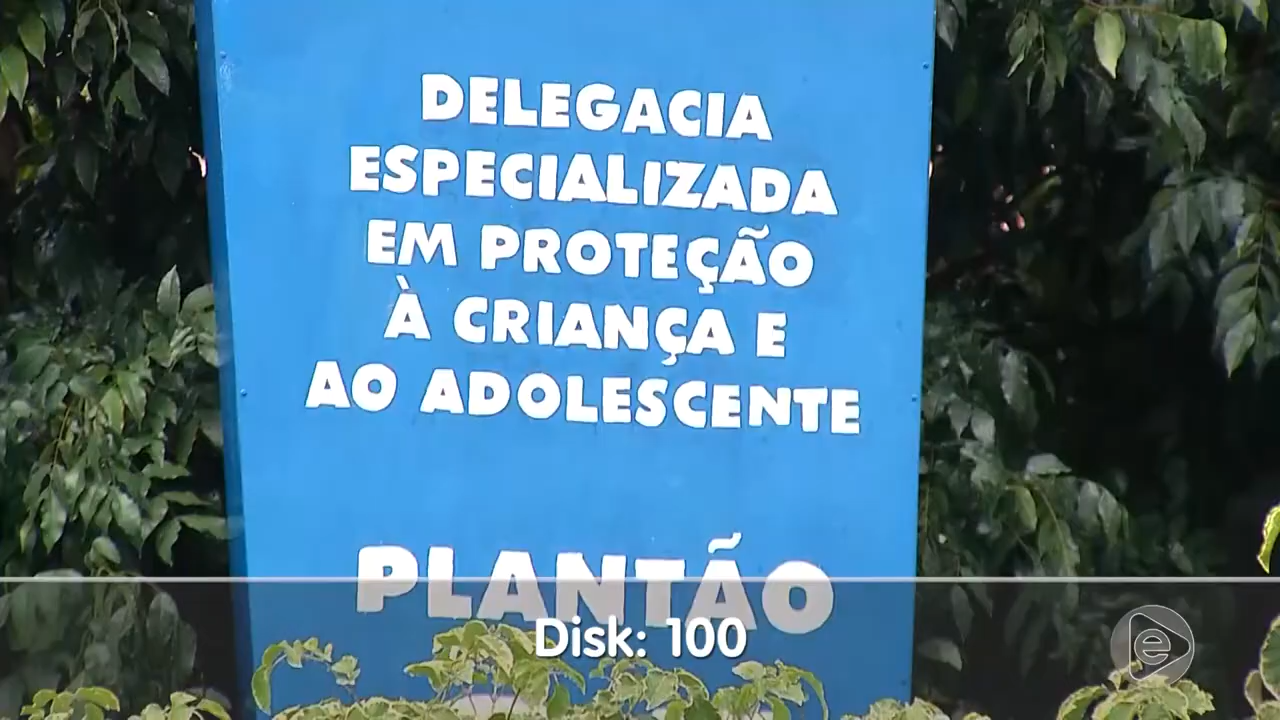 DELEGACIA
ESPECIALIZADA
EM PROTEÇÃO
À CRIANÇA E
AO ADOLESCENTE
PLANTÃO
Disk: 100
e